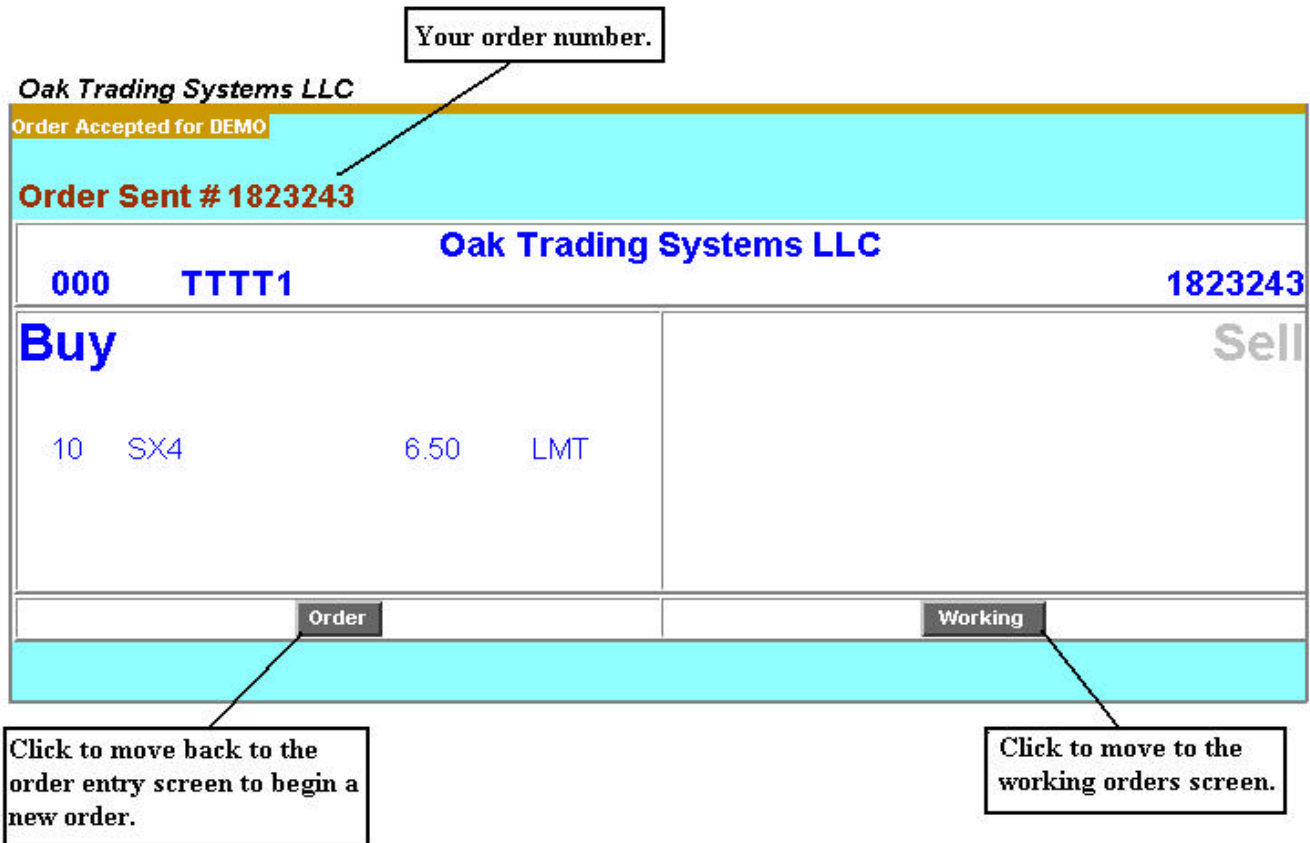 Your order number.
Oak Trading Systems LLC
Order Accepted for DEMO
Order Sent # 1823243
Oak Trading Systems LLC
000 TTTT1 1823243
Buy Sell
10 SX4 6.50 LMT
Order Working
Click to move back to the
order entry screen to begin a
new order.
Click to move to the
working orders screen.